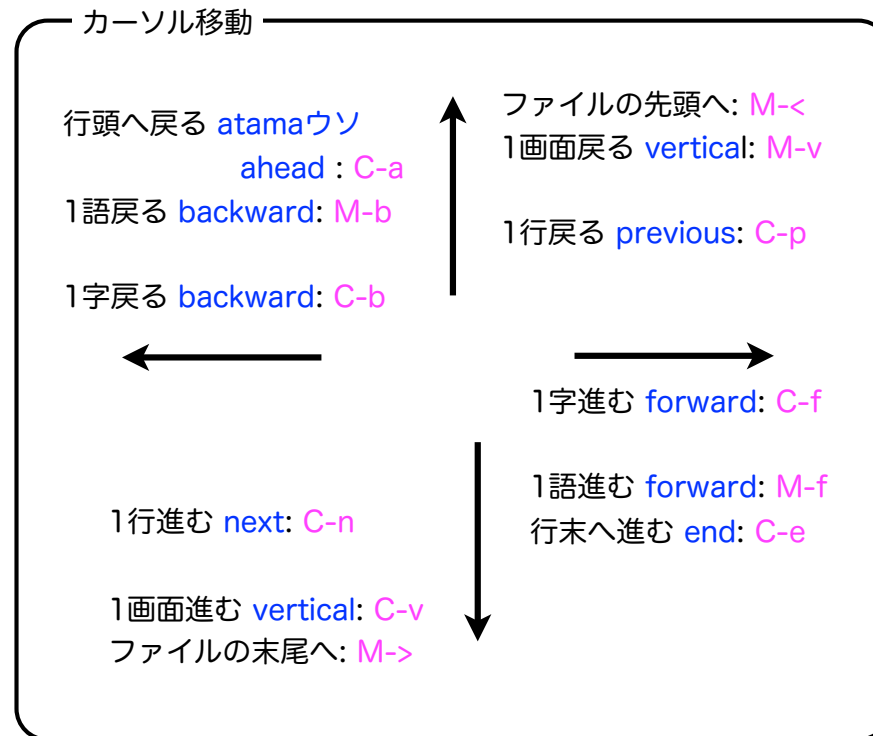 カーソル移動
行頭へ戻る atamaウソ
ahead : C-a
1語戻る backward: M-b
1字戻る backward: C-b
ファイルの先頭へ: M-<
1画面戻る vertical: M-v
1行戻る previous: C-p
1字進む forward: C-f
1語進む forward: M-f
行末へ進む end: C-e
1行進む next: C-n
1画面進む vertical: C-v
ファイルの末尾へ: M->